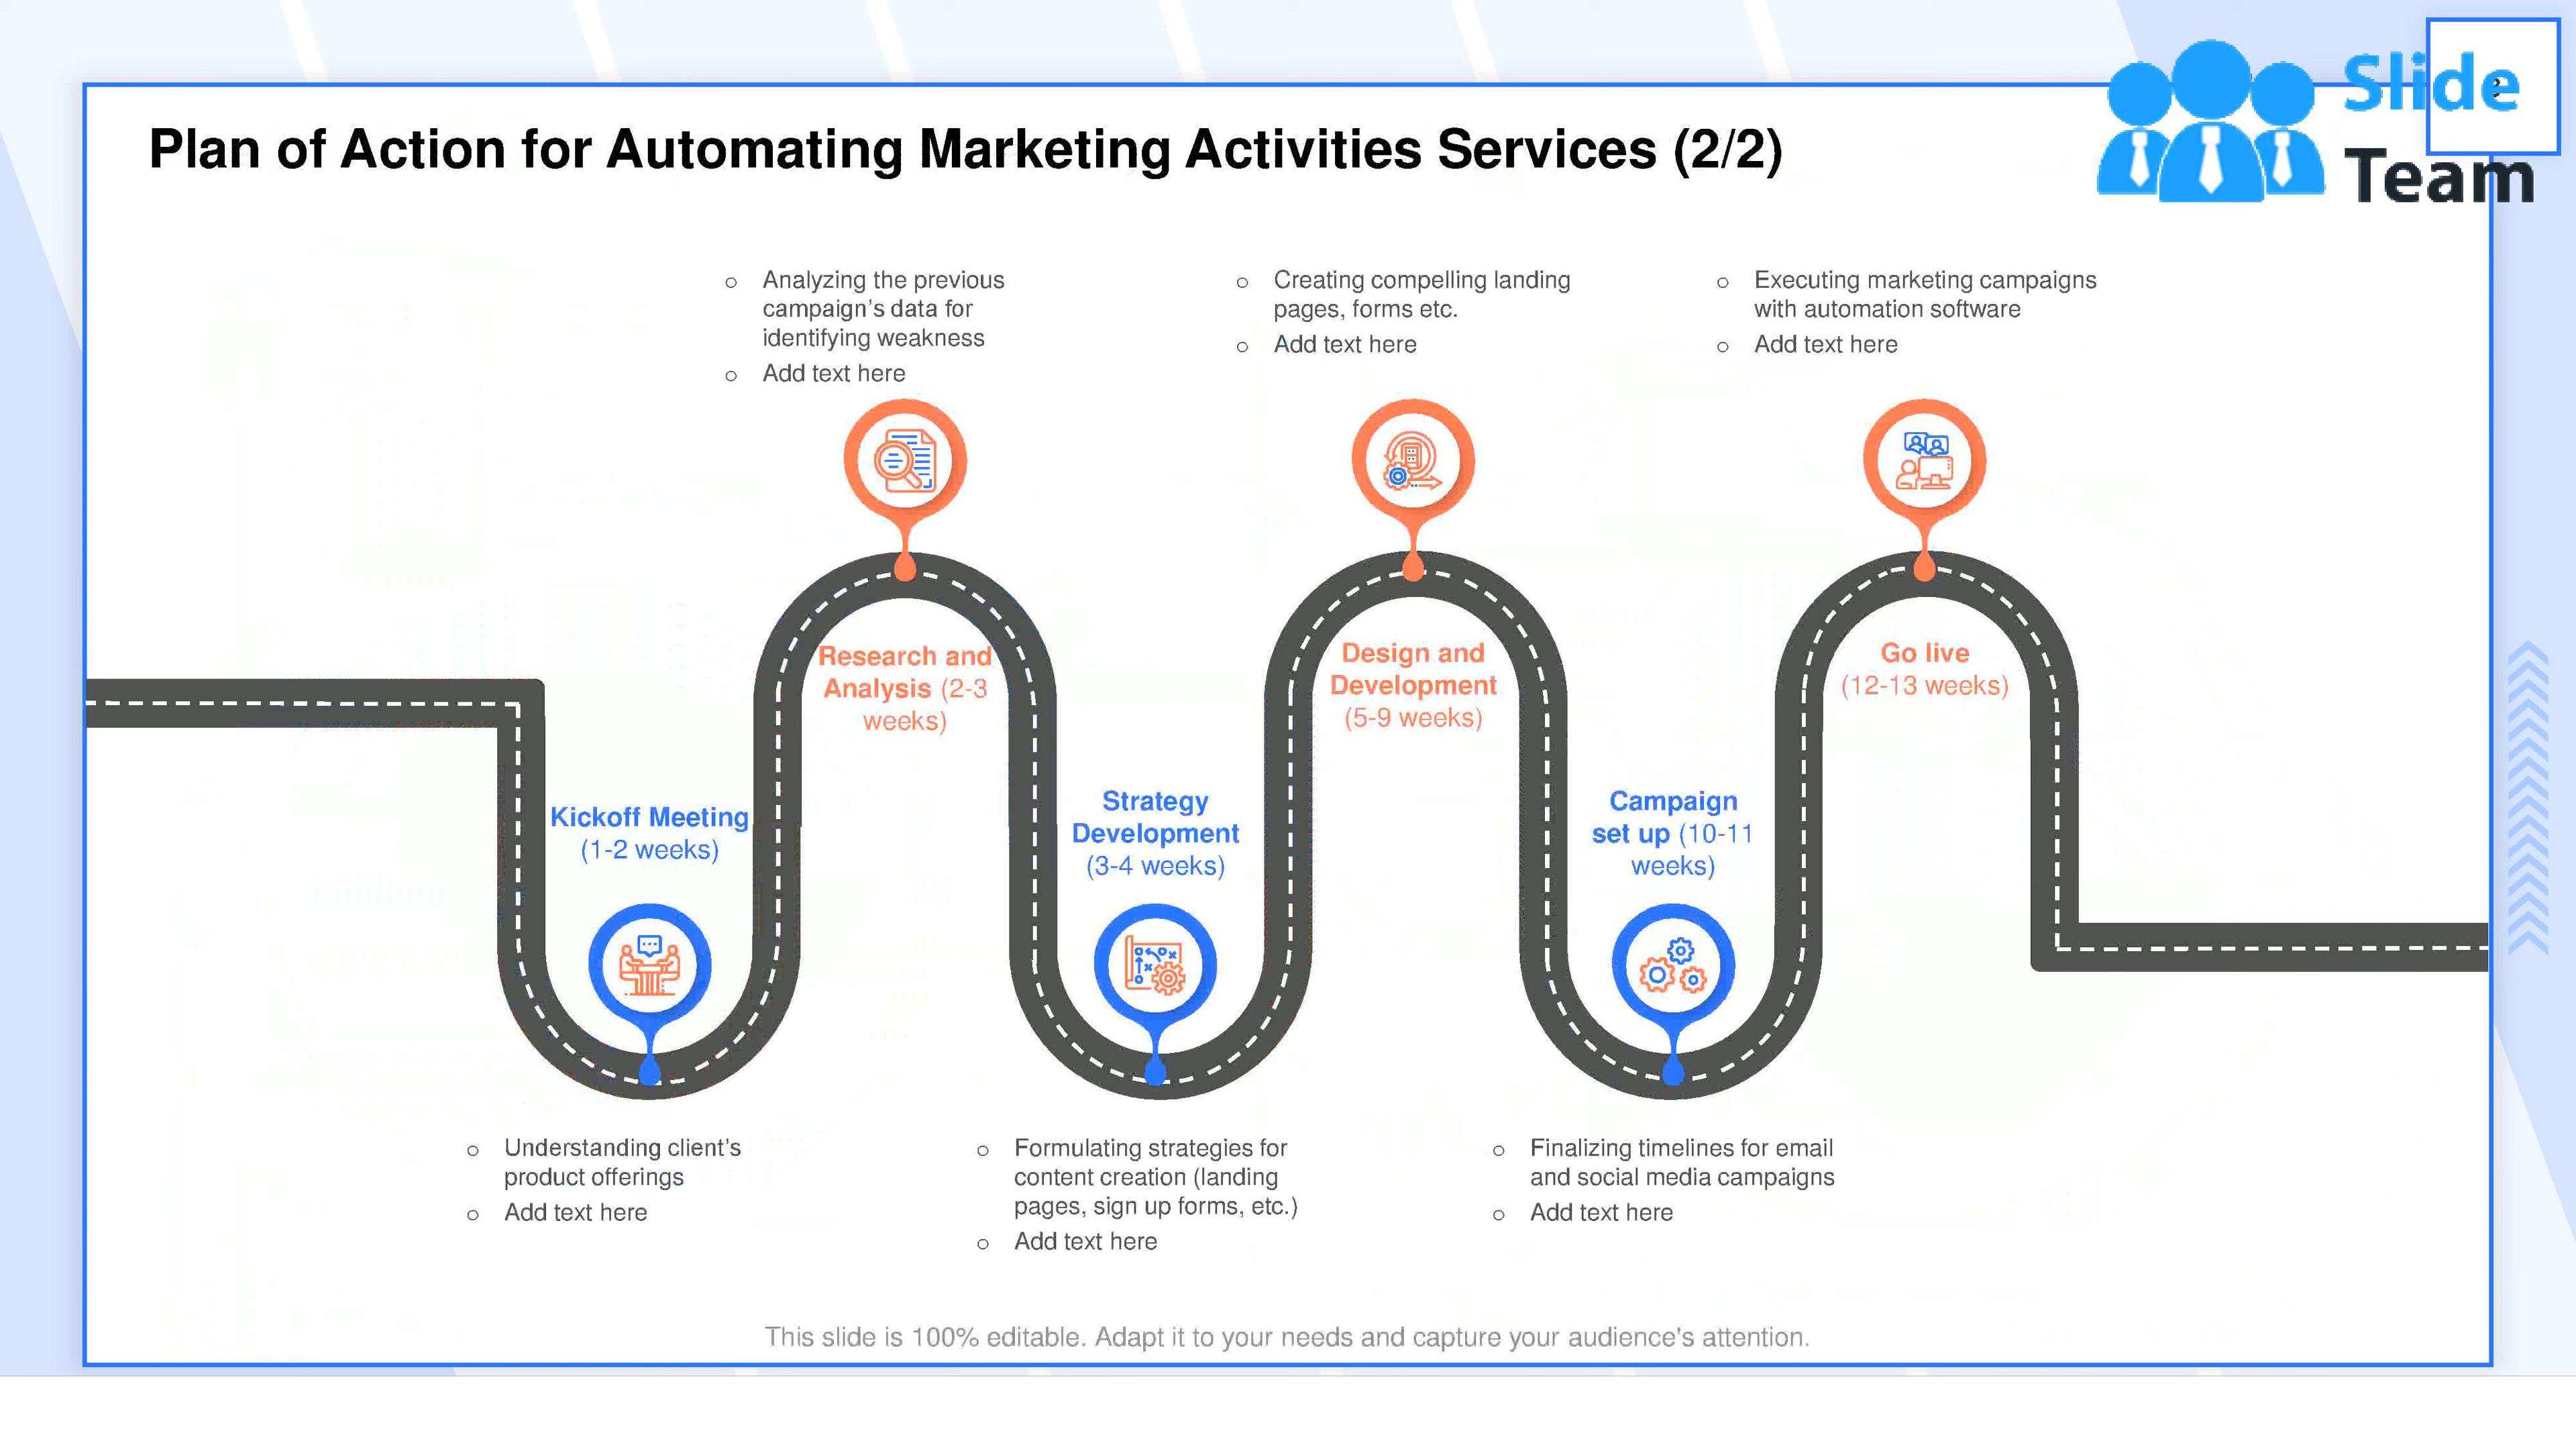 Slide
Team
Plan of Action for Automating Marketing Activities Services (2/2)
o Analyzing the previous
campaign's data for
identifying weakness
o Add text here
o Creating compelling landing
pages, forms etc.
o Add text here
o Executing marketing campaigns
with automation software
o Add text here
Research and
Analysis (2-3
weeks)
Design and
Development
(5-9 weeks)
Go live
(12-13 weeks)
Kickoff Meeting
(1-2 weeks)
Strategy
Development
(3-4 weeks)
Campaign
set up (10-11
weeks)
o Understanding client's
product offerings
o Add text here
o Formulating strategies for
content creation (landing
pages, sign up forms, etc.)
o Add text here
o Finalizing timelines for email
and social media campaigns
o Add text here
This slide is 100% editable. Adapt it to your needs and capture your audience's attention.